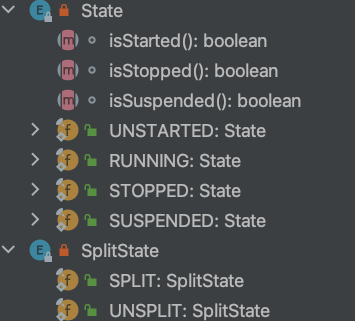 State
isStarted(): boolean
isStopped(): boolean
isSuspended(): boolean
UNSTARTED: State
RUNNING: State
STOPPED: State
SUSPENDED: State
SplitState
SPLIT: SplitState
UNSPLIT: SplitState